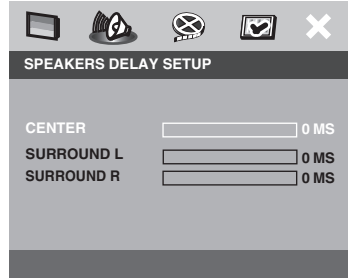 SPEAKERS DELAY SETUP
CENTER 0 MS
SURROUND L 0 MS
SURROUND R 0 MS